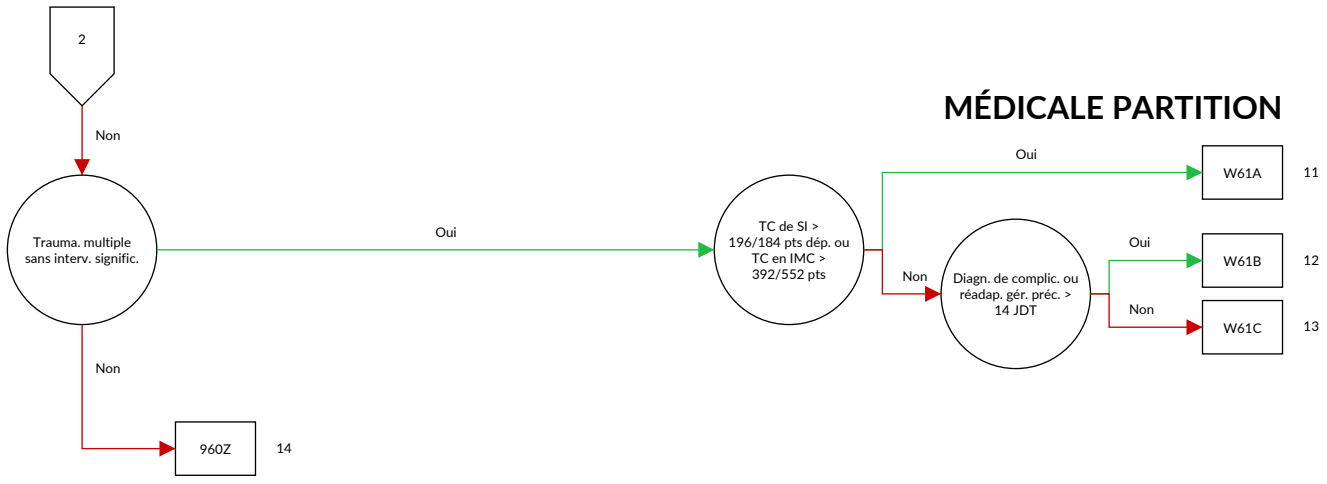 2
Non
MÉDICALE PARTITION
Oui
W61A 11
Trauma. multiple
sans interv. signific.
Oui
TC de SI >
196/184 pts dép. ou
TC en IMC >
392/552 pts
Oui
W61B 12
Non
Diagn. de complic. ou
réadap. gér. préc. >
14 JDT
Non
W61C 13
Non
960Z 14